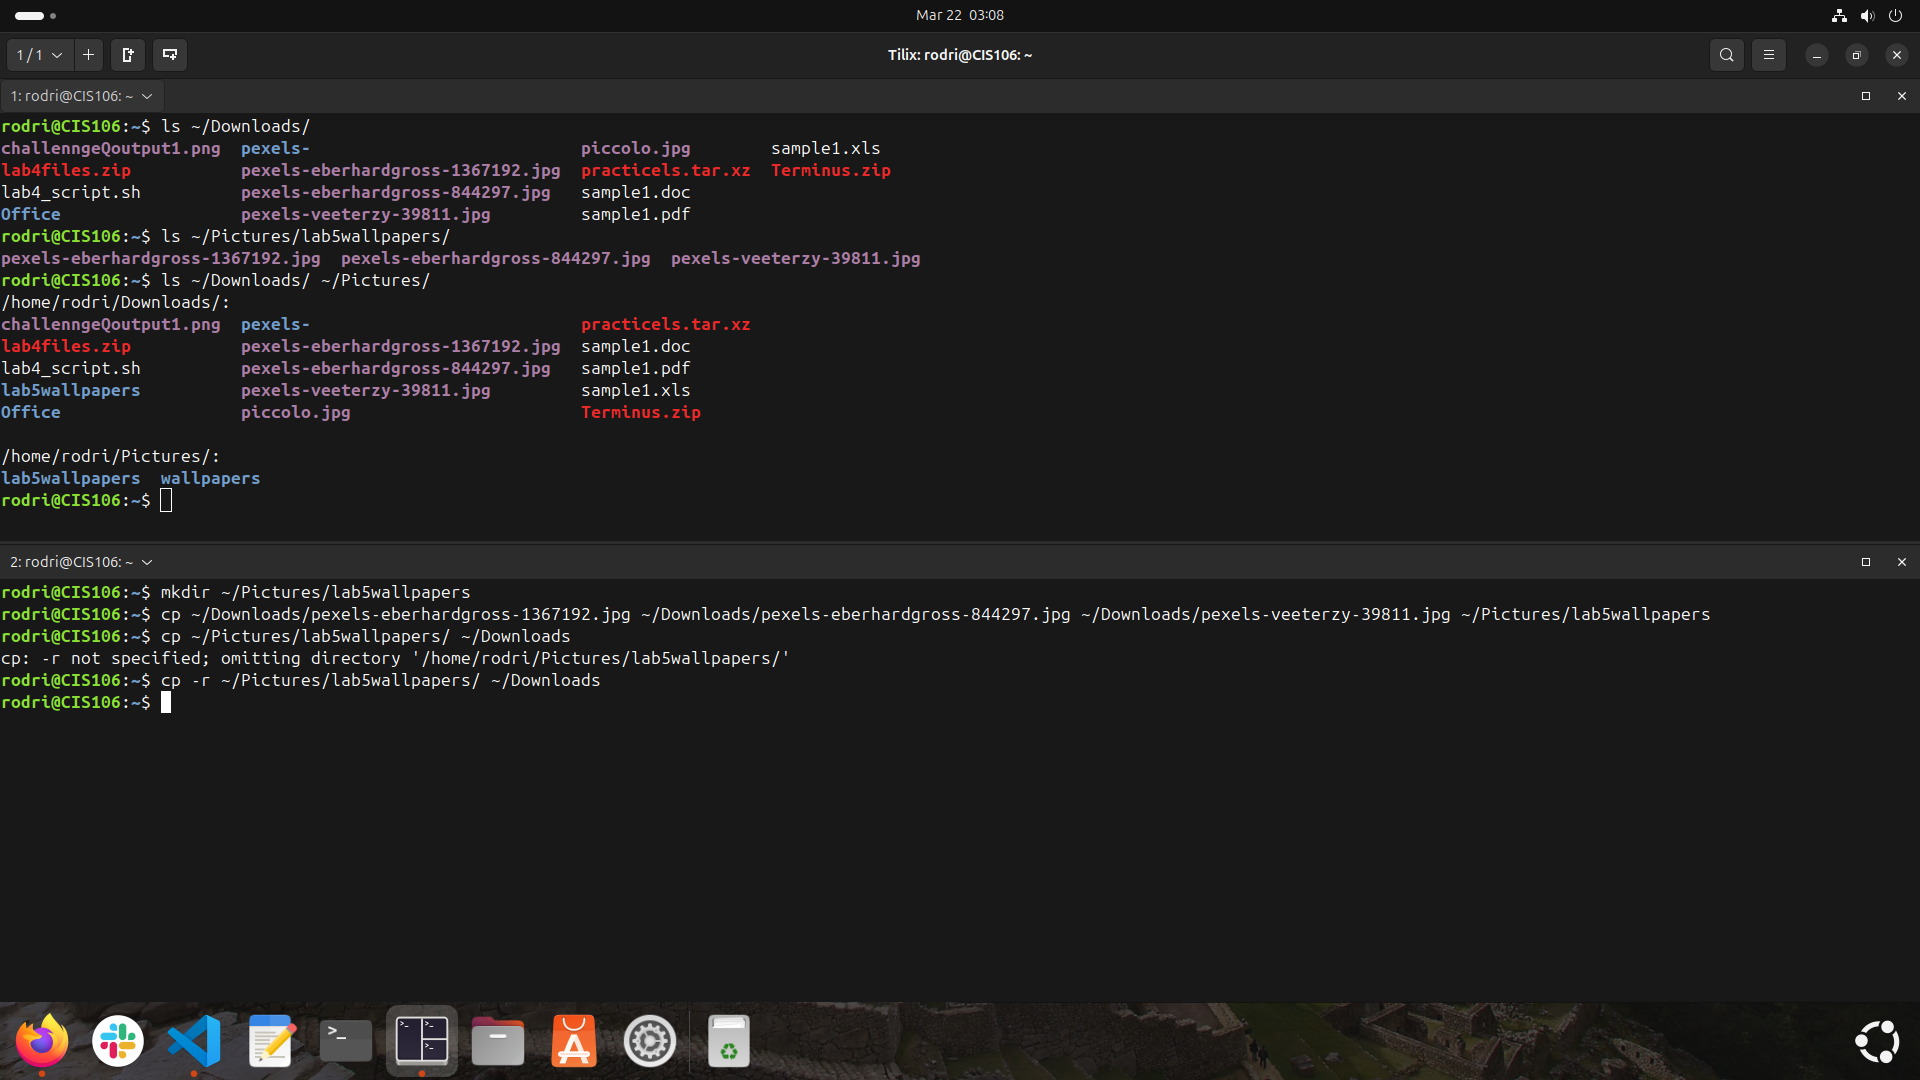 Mar 22 03:08
1 / 1
Tilix: rodri@CIS106: ~
1: rodri@CIS106: ~
rodri@CIS106:~$ ls ~/Downloads/
challenngeQoutput1.png pexels- piccolo.jpg sample1.xls
lab4files.zip pexels-eberhardgross-1367192.jpg practicels.tar.xz Terminus.zip
lab4_script.sh pexels-eberhardgross-844297.jpg sample1.doc
Office pexels-veeterzy-39811.jpg sample1.pdf
rodri@CIS106:~$ ls ~/Pictures/lab5wallpapers/
pexels-eberhardgross-1367192.jpg pexels-eberhardgross-844297.jpg pexels-veeterzy-39811.jpg
rodri@CIS106:~$ ls ~/Downloads/ ~/Pictures/
/home/rodri/Downloads/:
challenngeQoutput1.png pexels- practicels.tar.xz
lab4files.zip pexels-eberhardgross-1367192.jpg sample1.doc
lab4_script.sh pexels-eberhardgross-844297.jpg sample1.pdf
lab5wallpapers pexels-veeterzy-39811.jpg sample1.xls
Office piccolo.jpg Terminus.zip
/home/rodri/Pictures/:
lab5wallpapers wallpapers
rodri@CIS106:~$
2: rodri@CIS106: ~
rodri@CIS106:~$ mkdir ~/Pictures/lab5wallpapers
rodri@CIS106:~$ cp ~/Downloads/pexels-eberhardgross-1367192.jpg ~/Downloads/pexels-eberhardgross-844297.jpg ~/Downloads/pexels-veeterzy-39811.jpg ~/Pictures/lab5wallpapers
rodri@CIS106:~$ cp ~/Pictures/lab5wallpapers/ ~/Downloads
cp: -r not specified; omitting directory '/home/rodri/Pictures/lab5wallpapers/'
rodri@CIS106:~$ cp -r ~/Pictures/lab5wallpapers/ ~/Downloads
rodri@CIS106:~$